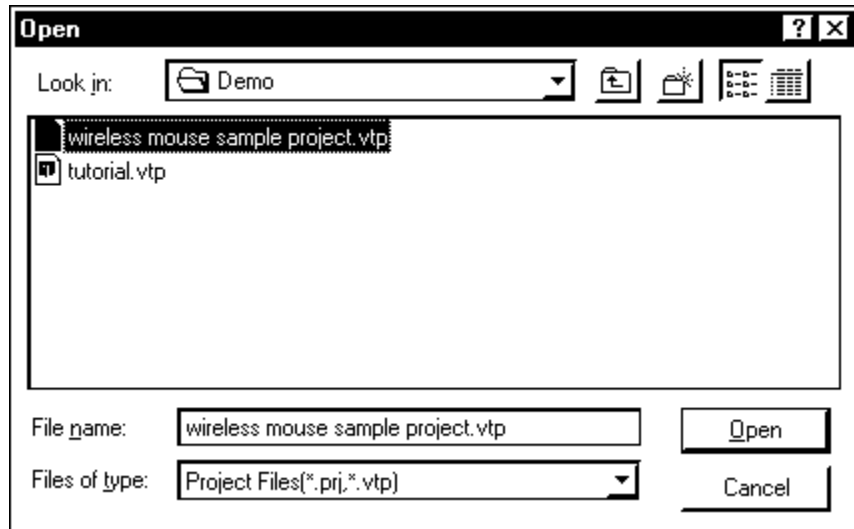 Open
Look in: Demo
wireless mouse sample project.vtp
tutorial.vtp
File name: wireless mouse sample project.vtp Open
Files of type: Project Files(*.prj,*.vtp) Cancel